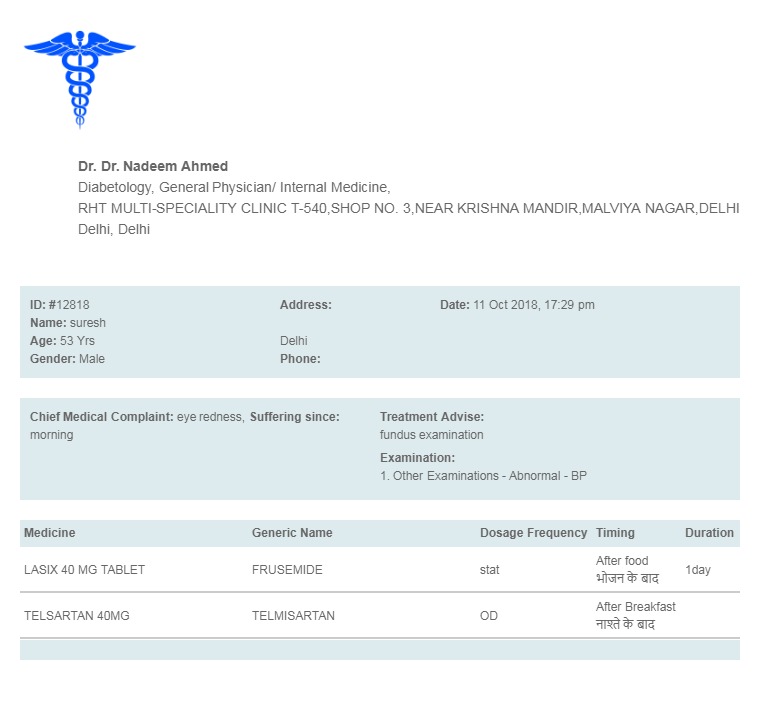 Dr. Dr. Nadeem Ahmed
Diabetology, General Physician/ Internal Medicine,
RHT MULTI-SPECIALITY CLINIC T-540,SHOP NO. 3,NEAR KRISHNA MANDIR,MALVIYA NAGAR,DELHI
Delhi, Delhi
ID: #12818 Address: Date: 11 Oct 2018, 17:29 pm
Name: suresh
Age: 53 Yrs Delhi
Gender: Male Phone:
Chief Medical Complaint: eye redness, Suffering since:
morning
Treatment Advise:
fundus examination
Examination:
1. Other Examinations - Abnormal - BP
Medicine Generic Name Dosage Frequency Timing Duration
LASIX 40 MG TABLET FRUSEMIDE stat After food 1day
भोजन के बाद
TELSARTAN 40MG TELMISARTAN OD After Breakfast
नाश्ते के बाद